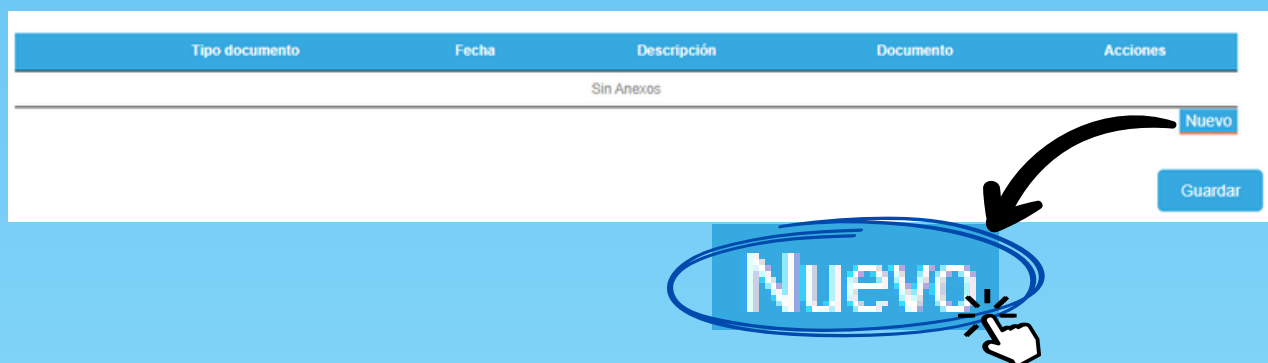 Tipo documento Fecha Descripción Documento Acciones
Sin Anexos
Nuevo
Guardar
Nuevo